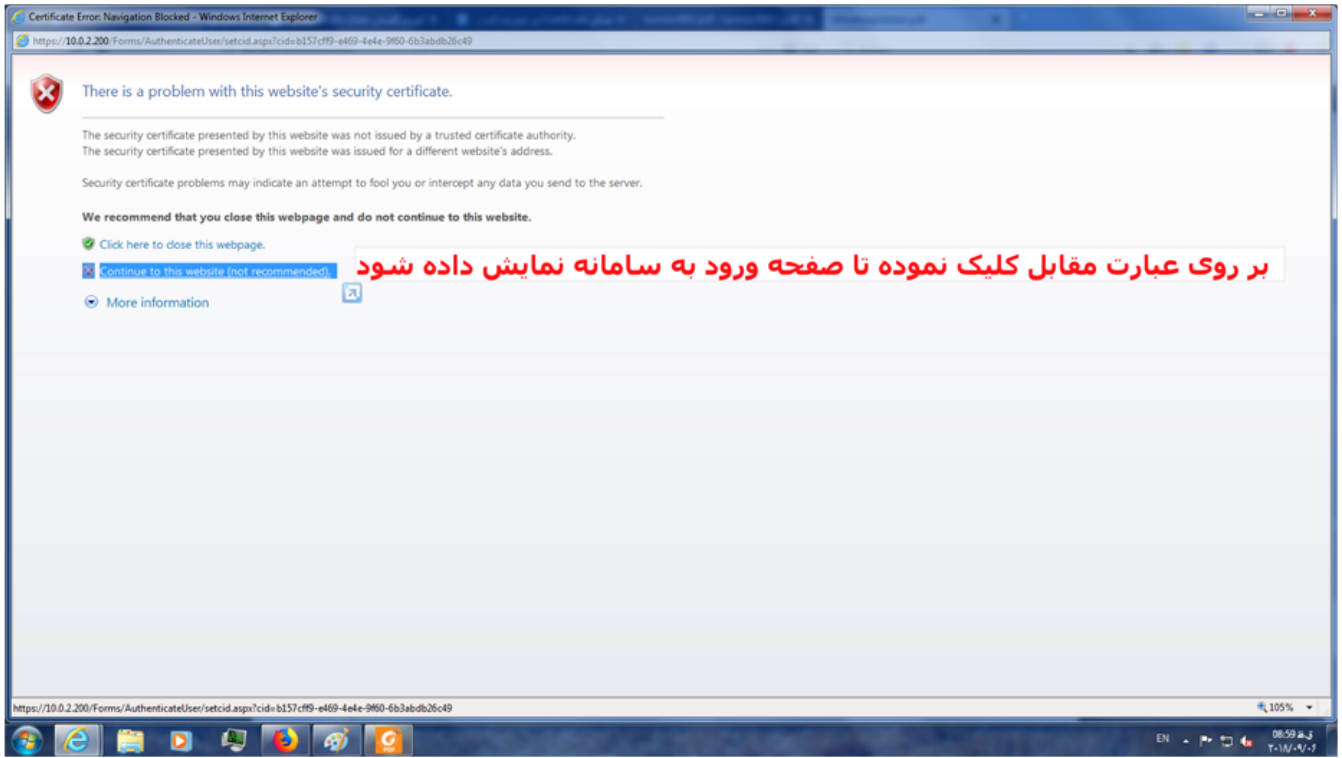 Certificate Error: Navigation Blocked - Windows Internet Explorer
https://10.0.2.200/Forms/AuthenticateUser/setcid.aspx?cid=b157cff9-e469-4e4e-9f60-6b3abdb26c49
There is a problem with this website's security certificate.
The security certificate presented by this website was not issued by a trusted certificate authority.
The security certificate presented by this website was issued for a different website's address.
Security certificate problems may indicate an attempt to fool you or intercept any data you send to the server.
We recommend that you close this webpage and do not continue to this website.
Click here to close this webpage.
Continue to this website (not recommended).
بر روی عبارت مقابل کلیک نموده تا صفحه ورود به سامانه نمایش داده شود
More information
https://10.0.2.200/Forms/AuthenticateUser/setcid.aspx?cid=b157cff9-e469-4e4e-9f60-6b3abdb26c49
105%
EN
08:59 ق.ظ
۲۰۱۸/۰۹/۰۶